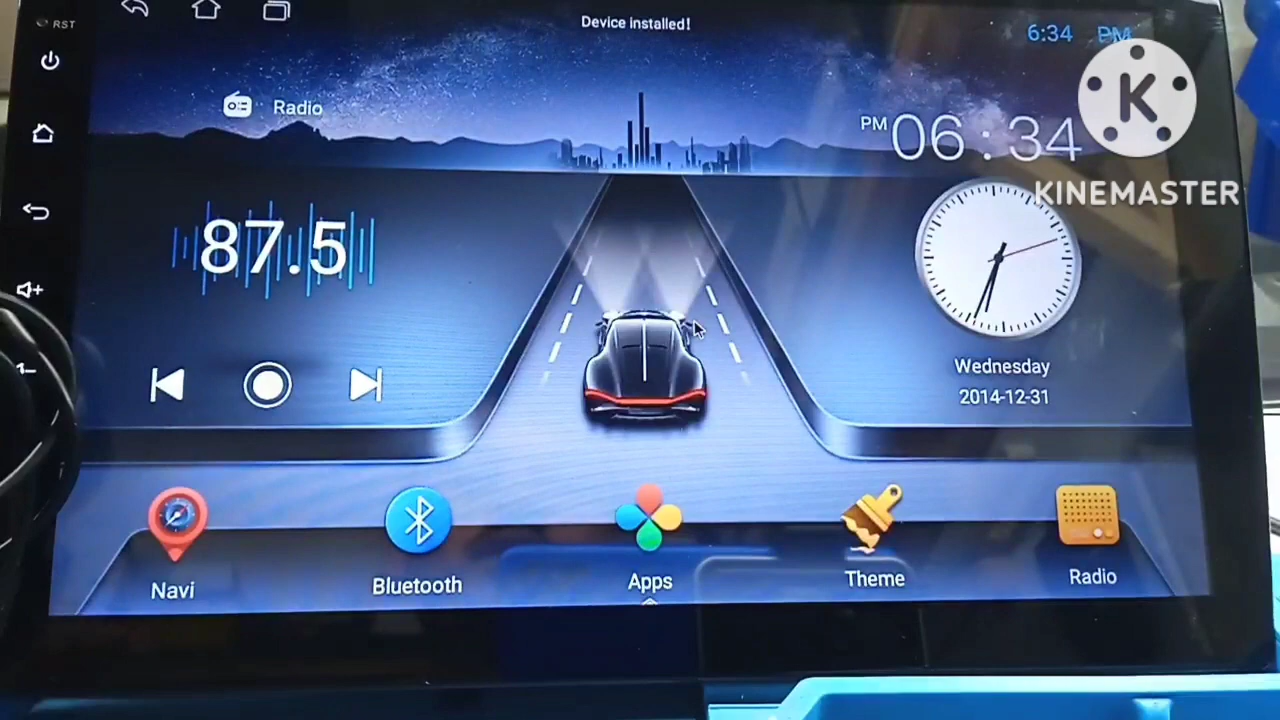 RST
Device installed!
6:34 PM
Radio
PM 06:34
K
KINEMASTER
87.5
Wednesday
2014-12-31
Navi
Bluetooth
Apps
Theme
Radio